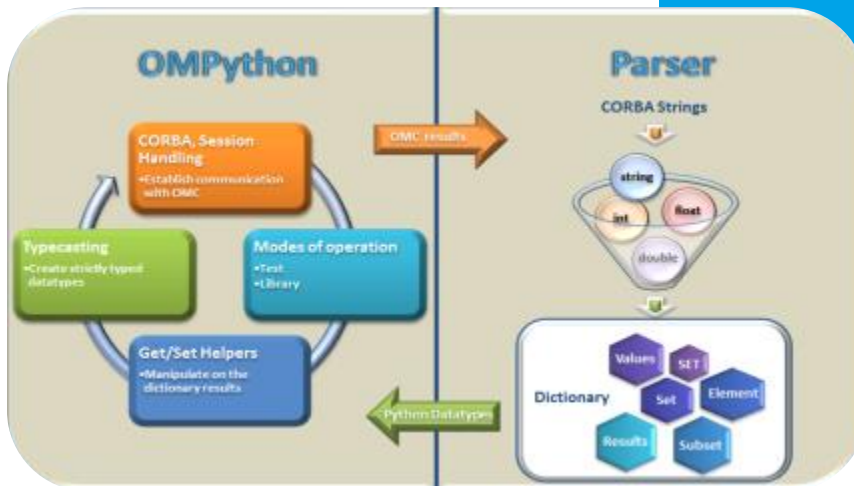 OMPython
CORBA, Session
Handling
•Establish communication
with OMC
Modes of operation
•Test
•Library
Get/Set Helpers
•Manipulate on the
dictionary results
Typecasting
•Create strictly typed
datatypes
OMC results
Python Datatypes
Parser
CORBA Strings
string
int
float
double
Dictionary
Values
SET
Set
Element
Results
Subset